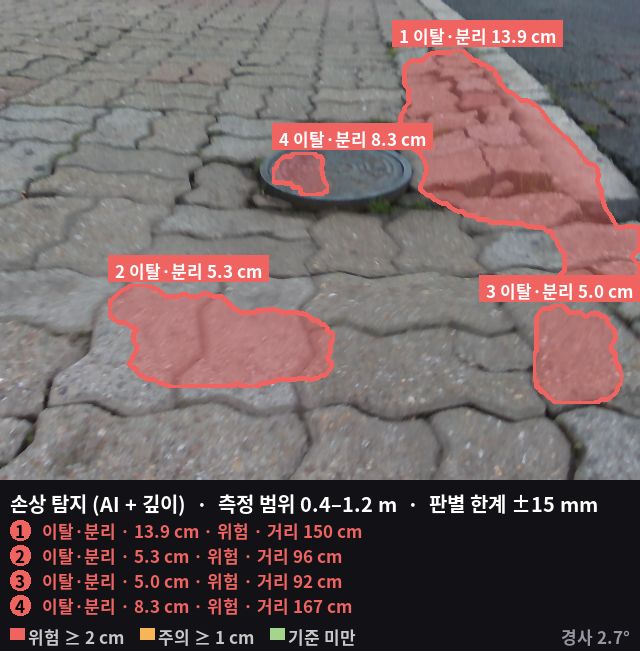 1 이탈·분리 13.9 cm
4 이탈·분리 8.3 cm
2 이탈·분리 5.3 cm
3 이탈·분리 5.0 cm
손상 탐지 (AI + 깊이) · 측정 범위 0.4–1.2 m · 판별 한계 ±15 mm
1 이탈·분리 · 13.9 cm · 위험 · 거리 150 cm
2 이탈·분리 · 5.3 cm · 위험 · 거리 96 cm
3 이탈·분리 · 5.0 cm · 위험 · 거리 92 cm
4 이탈·분리 · 8.3 cm · 위험 · 거리 167 cm
위험 ≥ 2 cm 주의 ≥ 1 cm 기준 미만 경사 2.7°